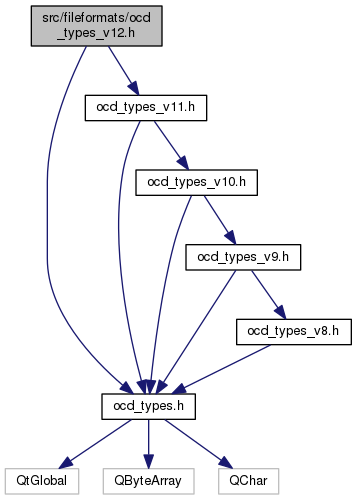 src/fileformats/ocd
_types_v12.h
ocd_types_v11.h
ocd_types_v10.h
ocd_types_v9.h
ocd_types_v8.h
ocd_types.h
QtGlobal
QByteArray
QChar